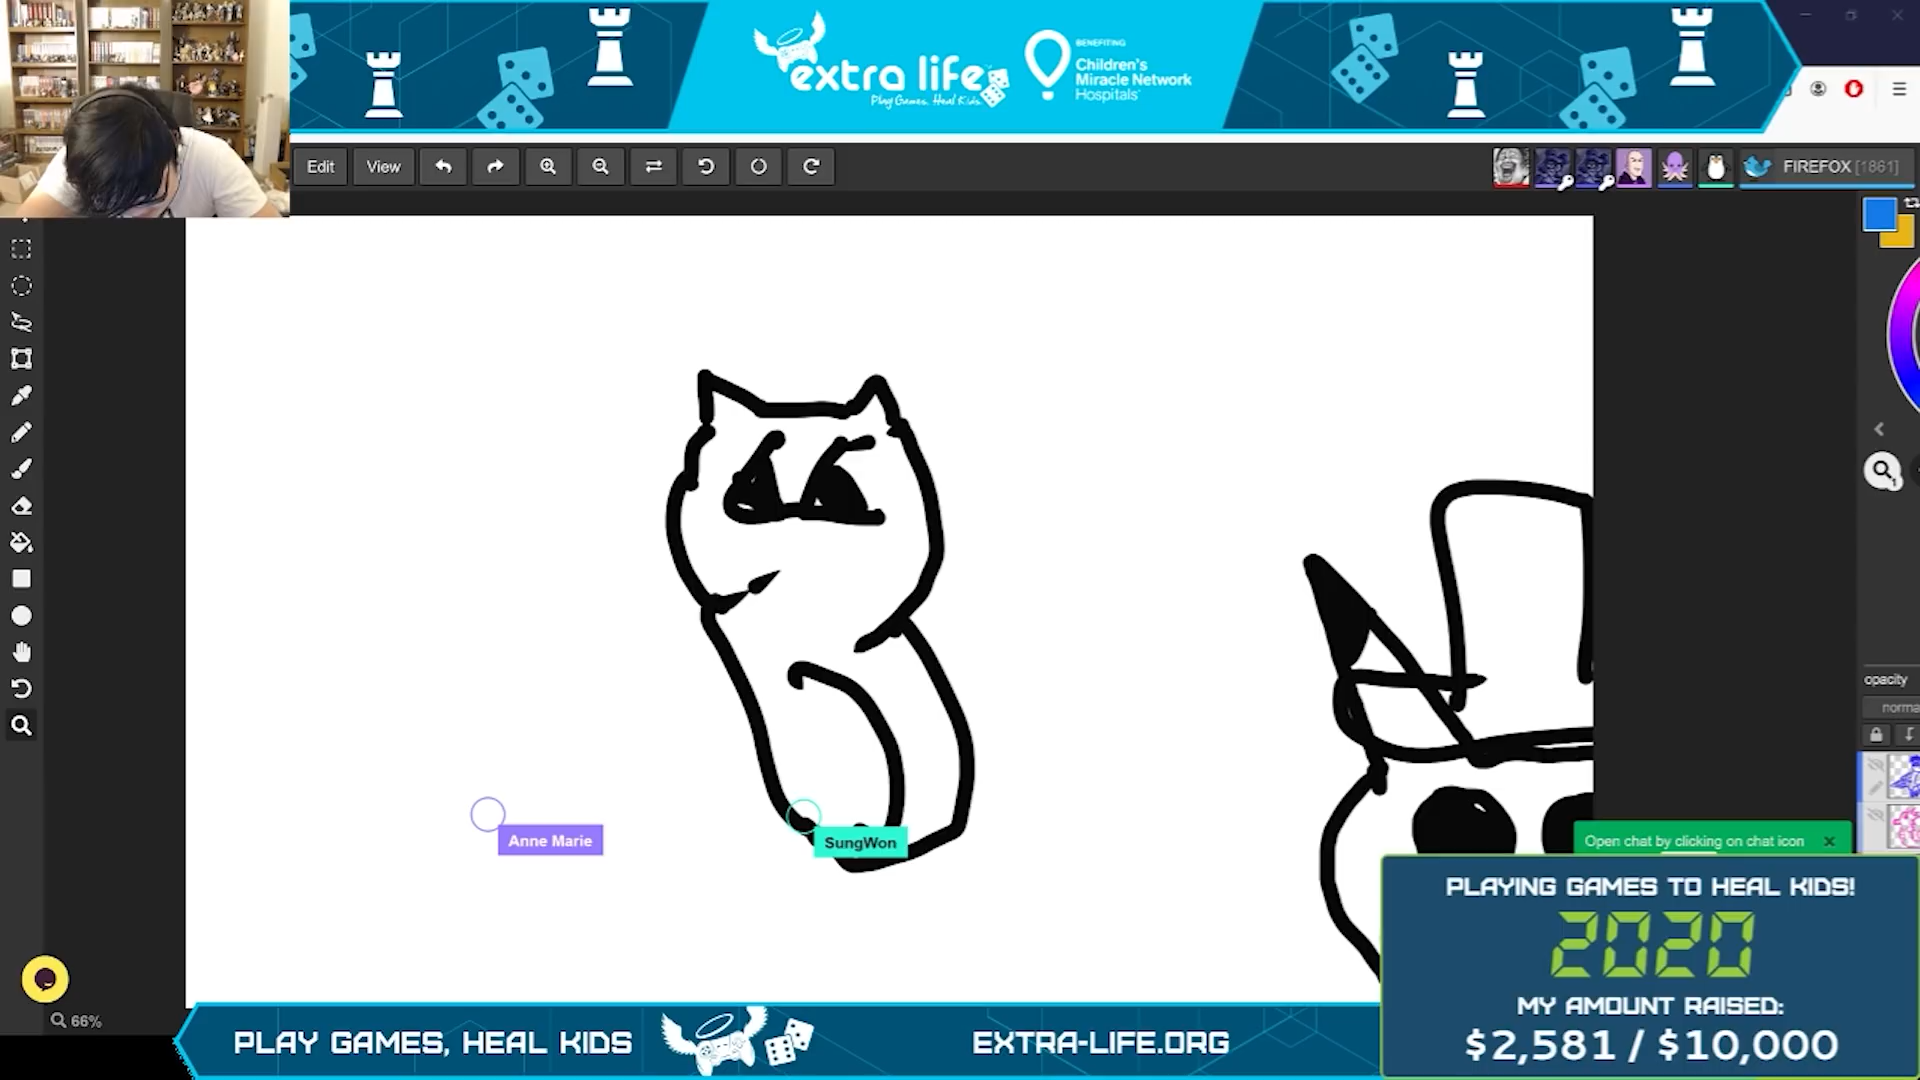 extra life
Play Games. Heal Kids.
BENEFITING
Children's
Miracle Network
Hospitals
Edit
View
FIREFOX [1861]
opacity
norma
Anne Marie
SungWon
Open chat by clicking on chat icon
PLAYING GAMES TO HEAL KIDS!
2020
MY AMOUNT RAISED:
$2,581 / $10,000
66%
PLAY GAMES, HEAL KIDS
EXTRA-LIFE.ORG